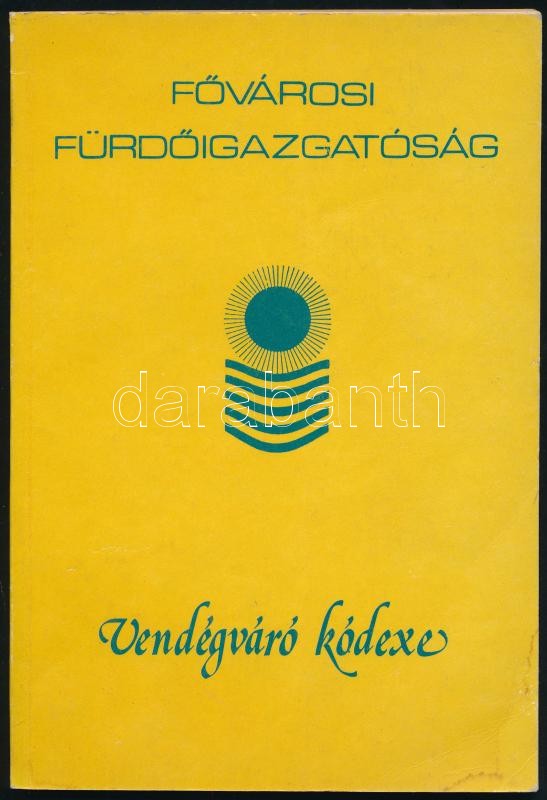 FŐVÁROSI
FÜRDŐIGAZGATÓSÁG
darabanth
Vendégváró kódexe